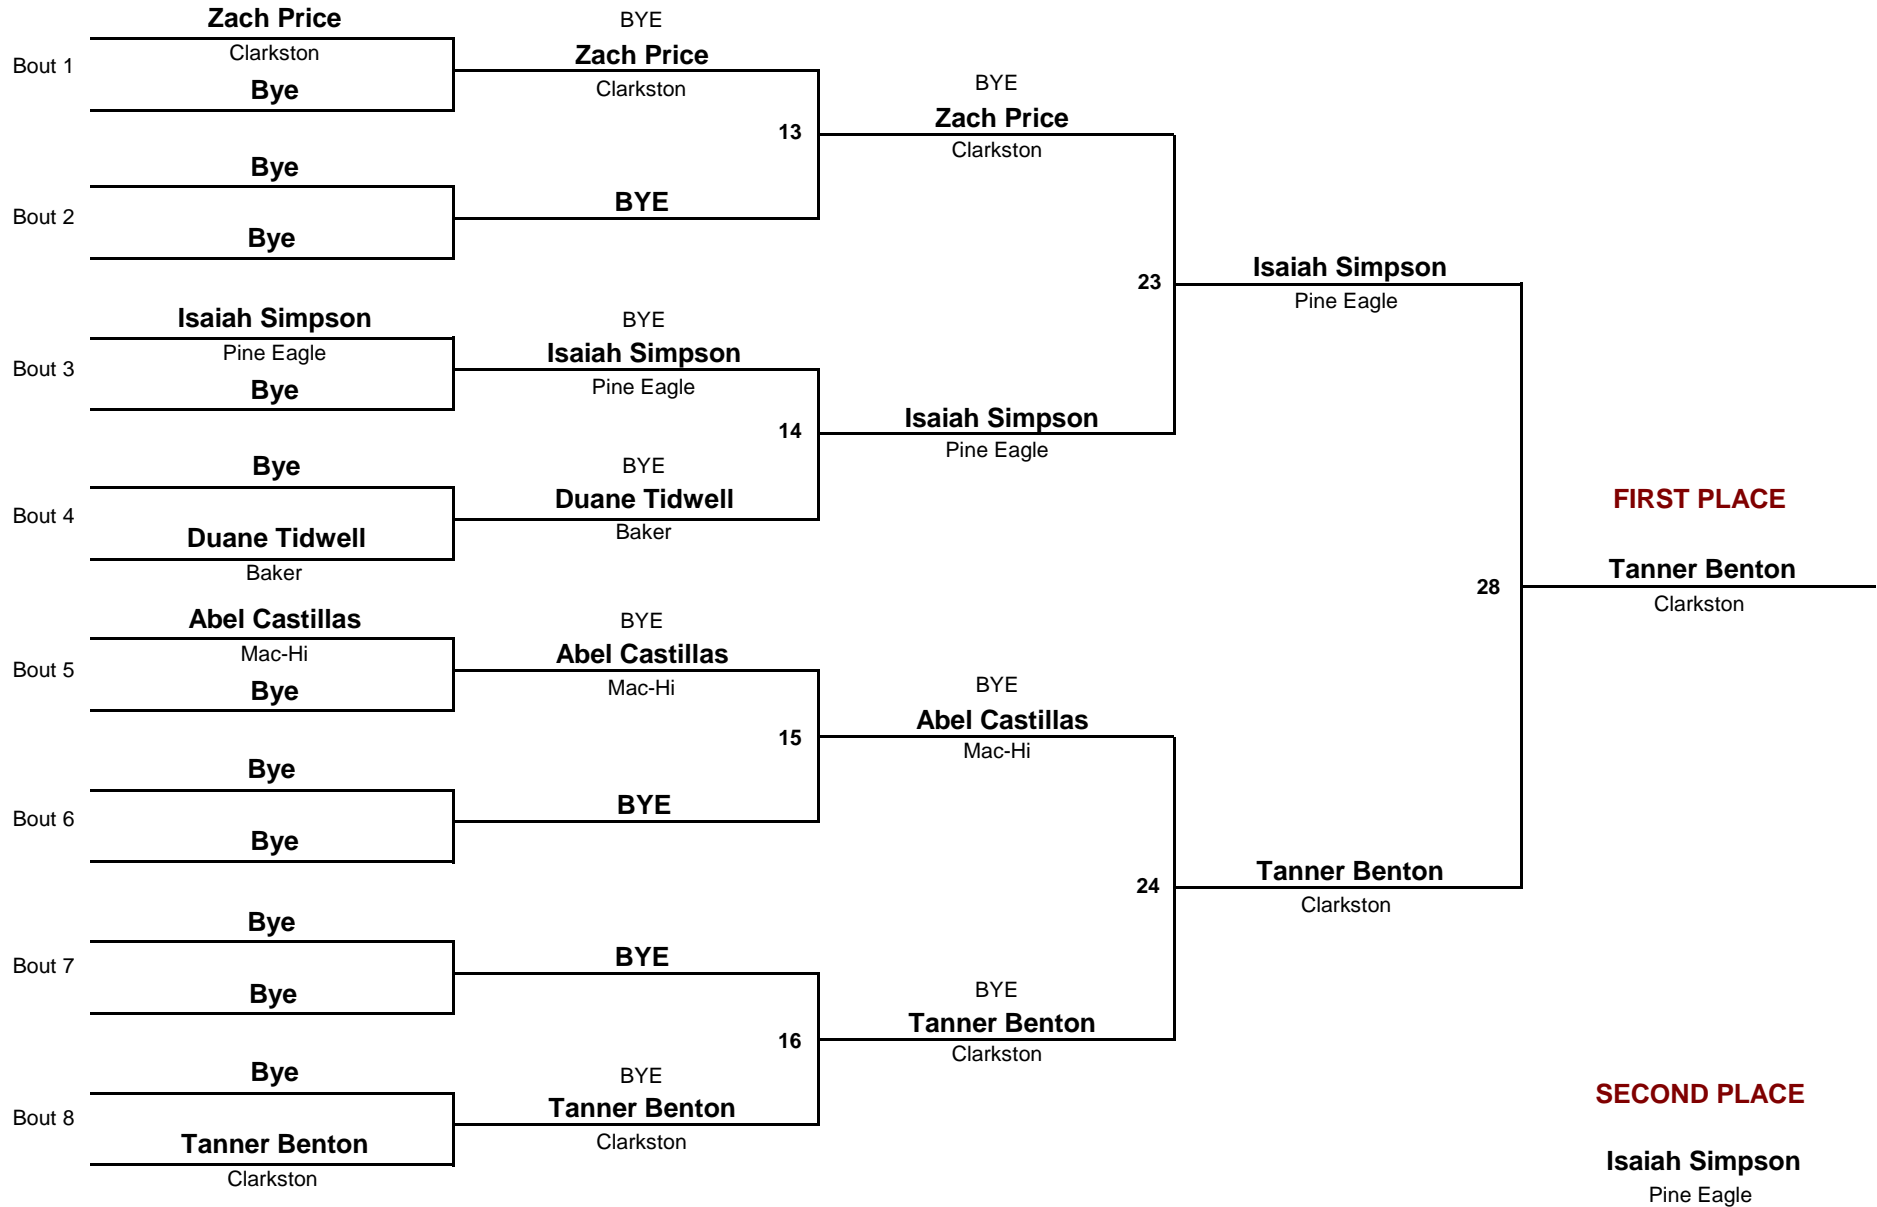 Zach Price
Clarkston
Bout 1
Bye
Bye
Bout 2
Bye
Isaiah Simpson
Pine Eagle
Bout 3
Bye
Bye
Bout 4
Duane Tidwell
Baker
Abel Castillas
Mac-Hi
Bout 5
Bye
Bye
Bout 6
Bye
Bye
Bout 7
Bye
Bye
Bout 8
Tanner Benton
Clarkston
BYE
Zach Price
Clarkston
13
BYE
BYE
Isaiah Simpson
Pine Eagle
14
BYE
Duane Tidwell
Baker
BYE
Abel Castillas
Mac-Hi
15
BYE
BYE
16
BYE
Tanner Benton
Clarkston
BYE
Zach Price
Clarkston
23
Isaiah Simpson
Pine Eagle
BYE
Abel Castillas
Mac-Hi
24
BYE
Tanner Benton
Clarkston
Isaiah Simpson
Pine Eagle
28
Tanner Benton
Clarkston
FIRST PLACE
Tanner Benton
Clarkston
SECOND PLACE
Isaiah Simpson
Pine Eagle